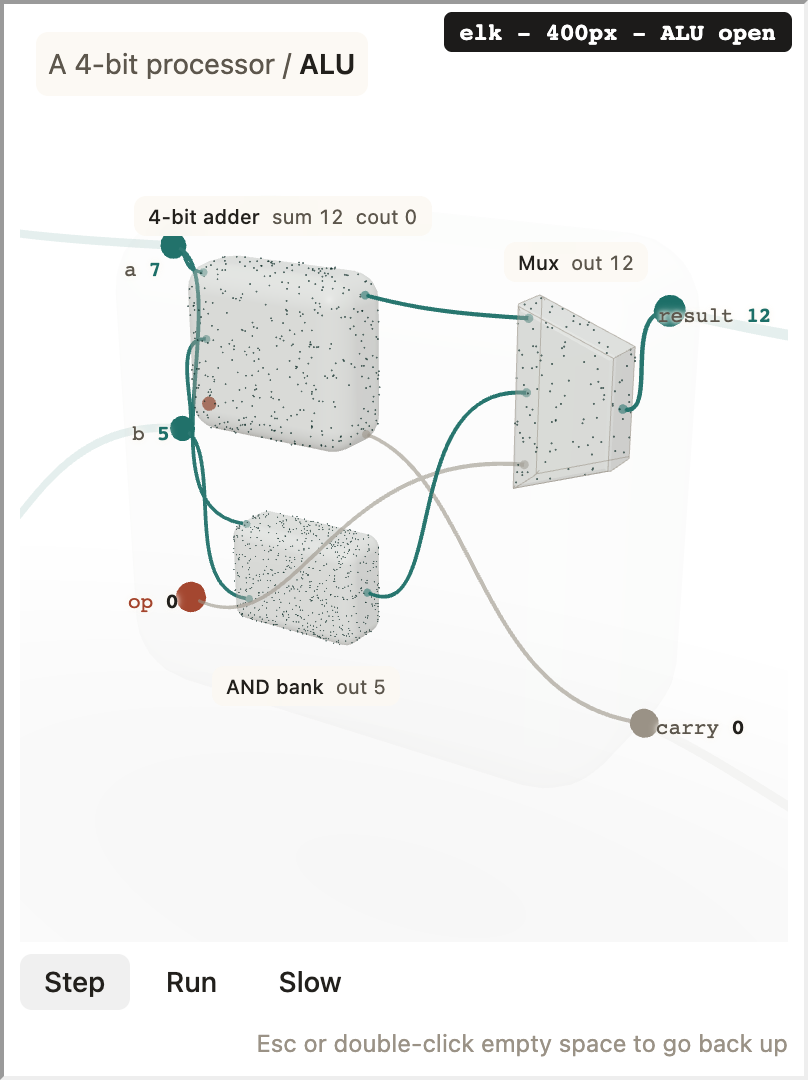 elk – 400px – ALU open
A 4-bit processor / ALU
4-bit adder sum 12 cout 0
a 7
Mux out 12
result 12
b 5
op 0
AND bank out 5
carry 0
Step Run Slow
Esc or double-click empty space to go back up